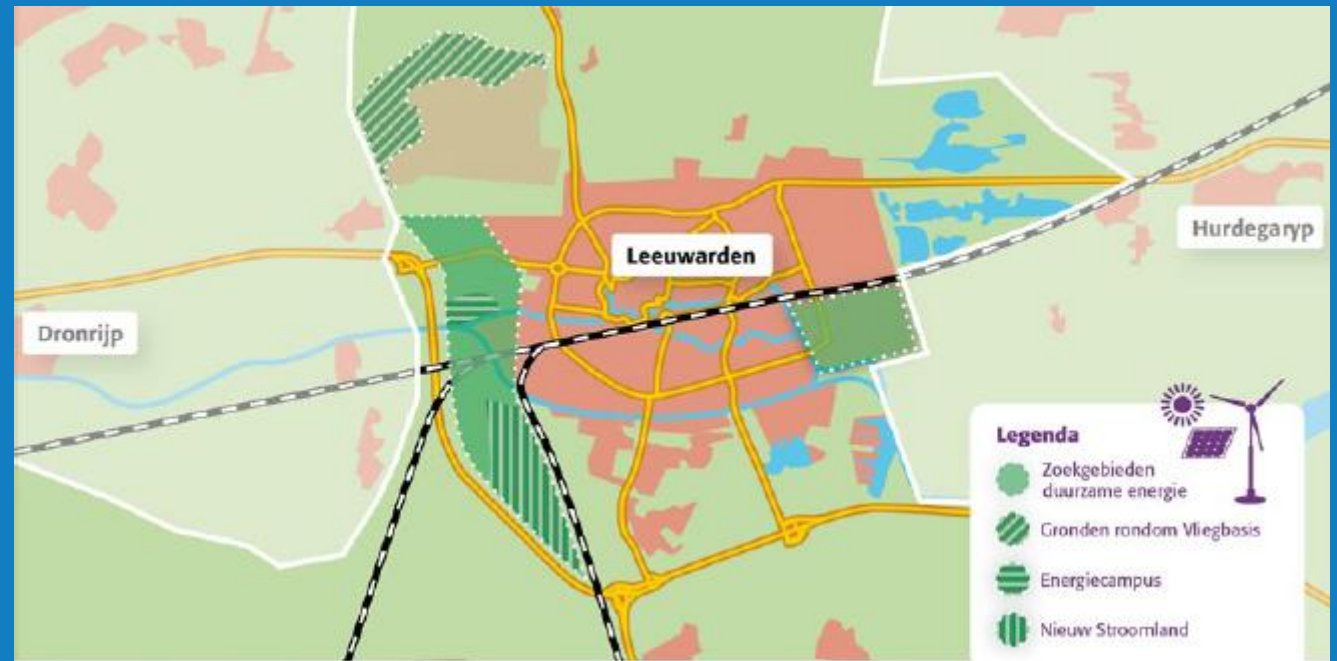 Leeuwarden
Hurdegaryp
Dronrijp
Legenda
Zoekgebieden
duurzame energie
Gronden rondom Vliegbasis
Energiecampus
Nieuw Stroomland